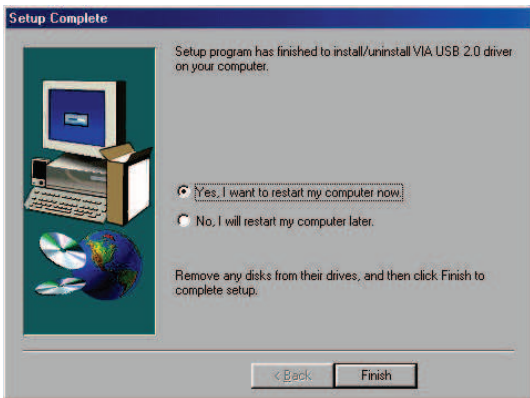 Setup Complete
Setup program has finished to install/uninstall VIA USB 2.0 driver
on your computer.
Yes, I want to restart my computer now.
No, I will restart my computer later.
Remove any disks from their drives, and then click Finish to
complete setup.
< Back
Finish